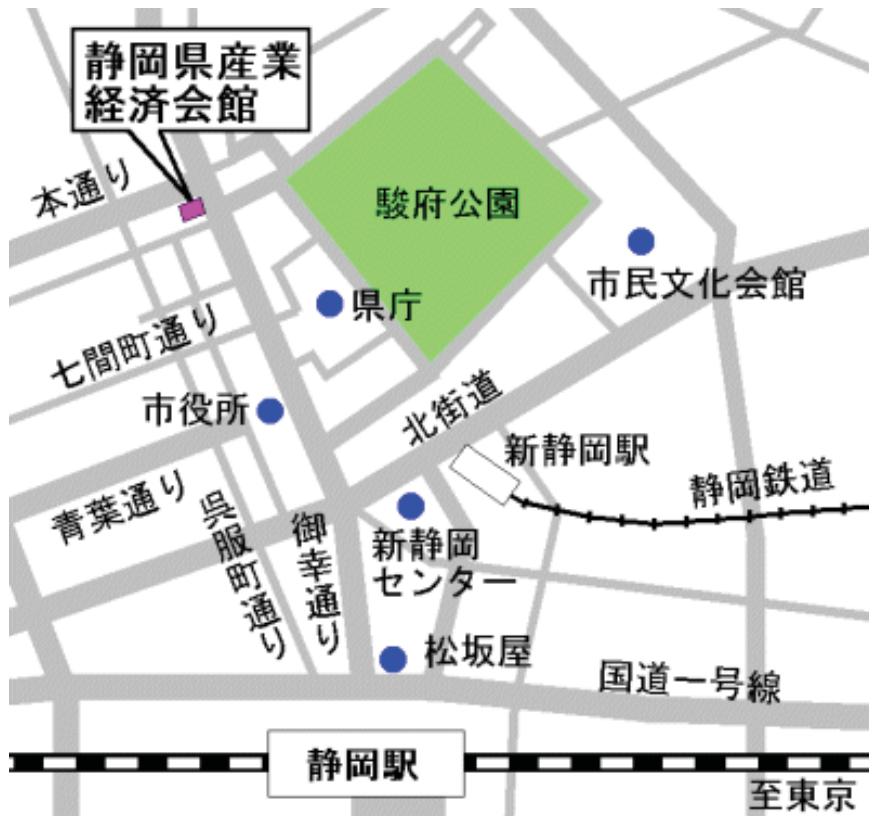 静岡県産業
経済会館
本通り
駿府公園
市民文化会館
県庁
七間町通り
市役所
北街道
新静岡駅
静岡鉄道
青葉通り
呉服町通り
御幸通り
新静岡
センター
松坂屋
国道一号線
静岡駅
至東京